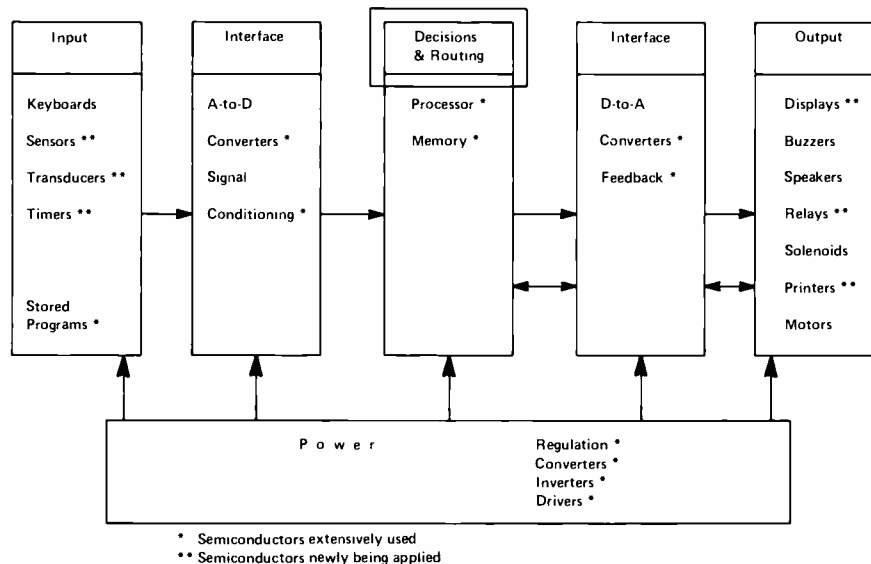 Input
Keyboards
Sensors **
Transducers **
Timers **
Stored
Programs *
Interface
A-to-D
Converters *
Signal
Conditioning *
Decisions
& Routing
Processor *
Memory *
Interface
D-to-A
Converters *
Feedback *
Output
Displays **
Buzzers
Speakers
Relays **
Solenoids
Printers **
Motors
Power
Regulation *
Converters *
Inverters *
Drivers *
* Semiconductors extensively used
** Semiconductors newly being applied